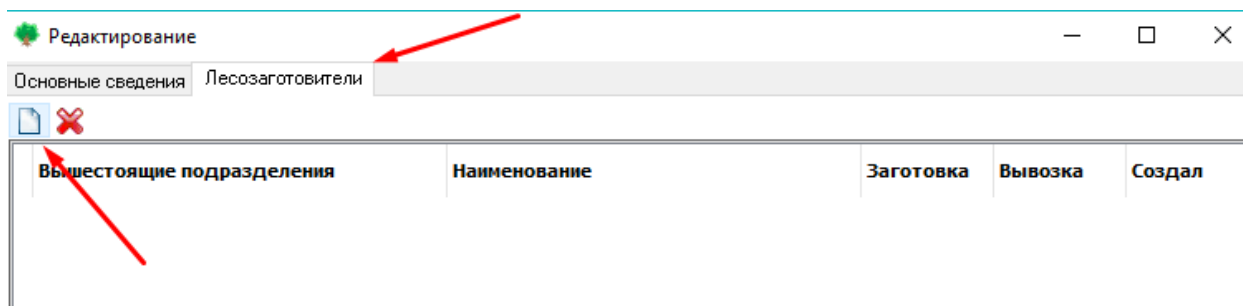 Редактирование
Основные сведения Лесозаготовители
Вышестоящие подразделения Наименование Заготовка Вывозка Создал